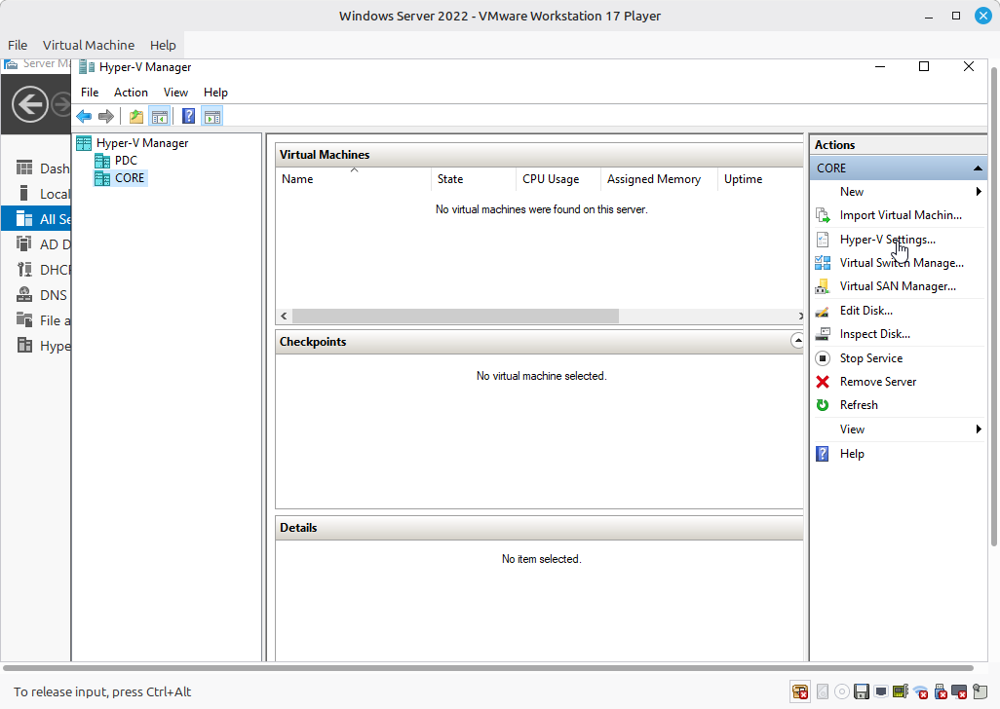 Windows Server 2022 - VMware Workstation 17 Player
File Virtual Machine Help
Server Ma
Hyper-V Manager
File Action View Help
Dash
Local
All Se
AD D
DHCP
DNS
File a
Hype
Hyper-V Manager
PDC
CORE
Virtual Machines
Name State CPU Usage Assigned Memory Uptime
No virtual machines were found on this server.
Checkpoints
No virtual machine selected.
Details
No item selected.
Actions
CORE
New
Import Virtual Machin...
Hyper-V Settings...
Virtual Switch Manage...
Virtual SAN Manager...
Edit Disk...
Inspect Disk...
Stop Service
Remove Server
Refresh
View
Help
To release input, press Ctrl+Alt